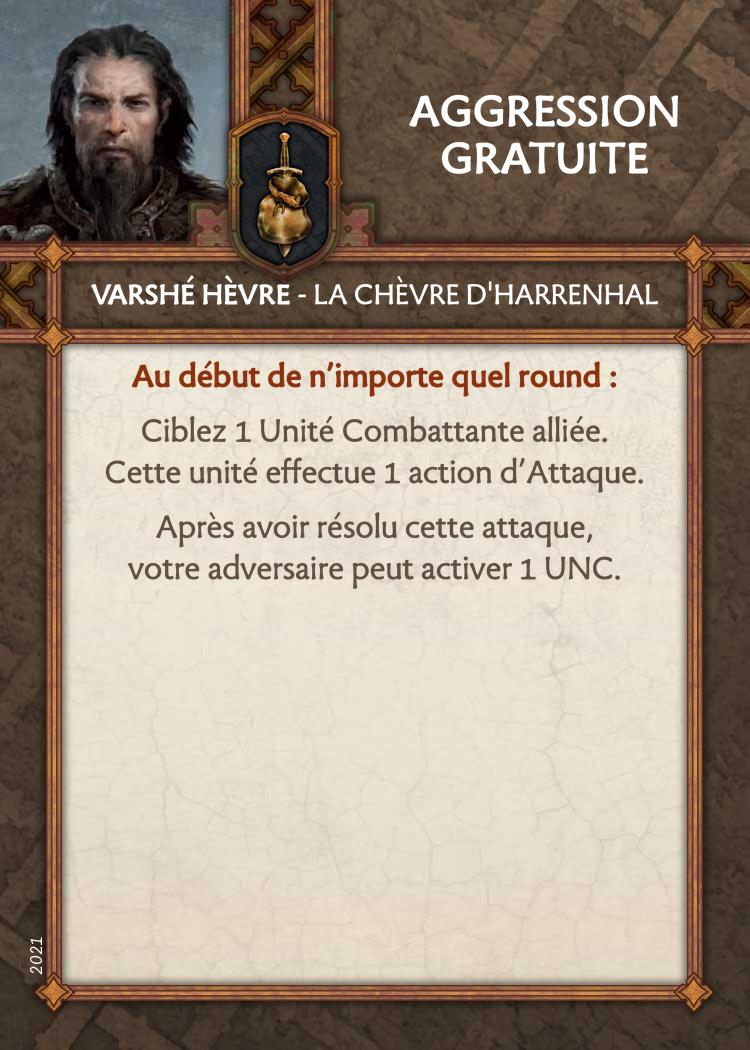 AGGRESSION
GRATUITE
VARSHÉ HÈVRE - LA CHÈVRE D'HARRENHAL
Au début de n’importe quel round :
Ciblez 1 Unité Combattante alliée.
Cette unité effectue 1 action d’Attaque.
Après avoir résolu cette attaque,
votre adversaire peut activer 1 UNC.
2021